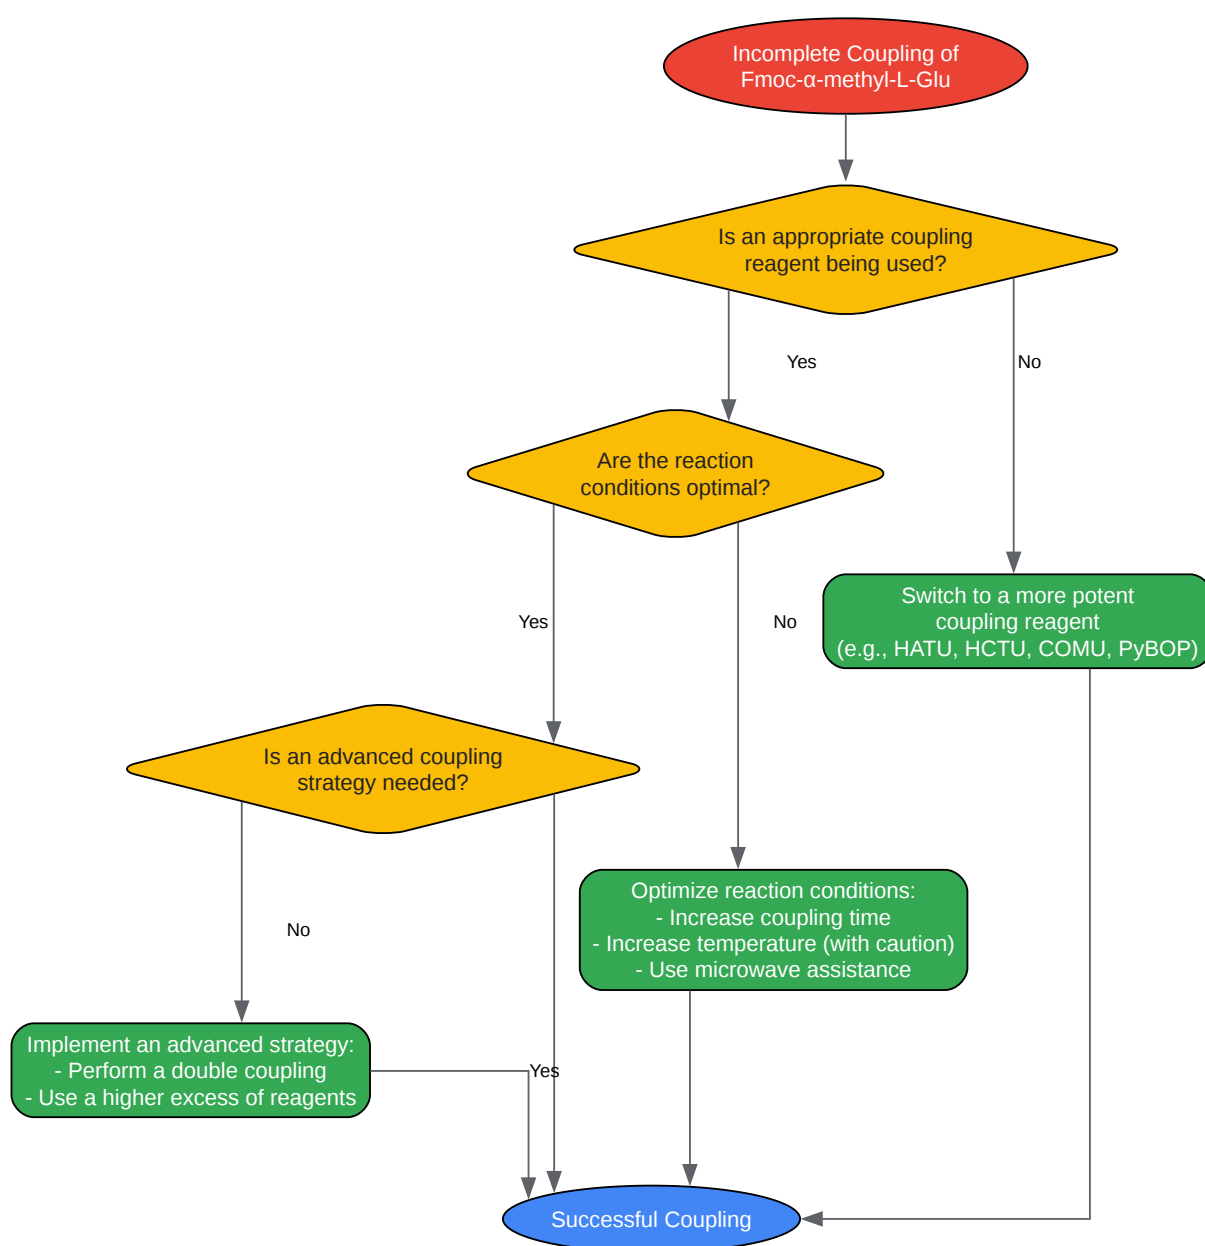 Incomplete Coupling of
Fmoc-α-methyl-L-Glu
Is an appropriate coupling
reagent being used?
Yes
No
Are the reaction
conditions optimal?
Switch to a more potent
coupling reagent
(e.g., HATU, HCTU, COMU, PyBOP)
Yes
No
Is an advanced coupling
strategy needed?
Optimize reaction conditions:
- Increase coupling time
- Increase temperature (with caution)
- Use microwave assistance
No
Implement an advanced strategy:
- Perform a double coupling
- Use a higher excess of reagents
Yes
Successful Coupling